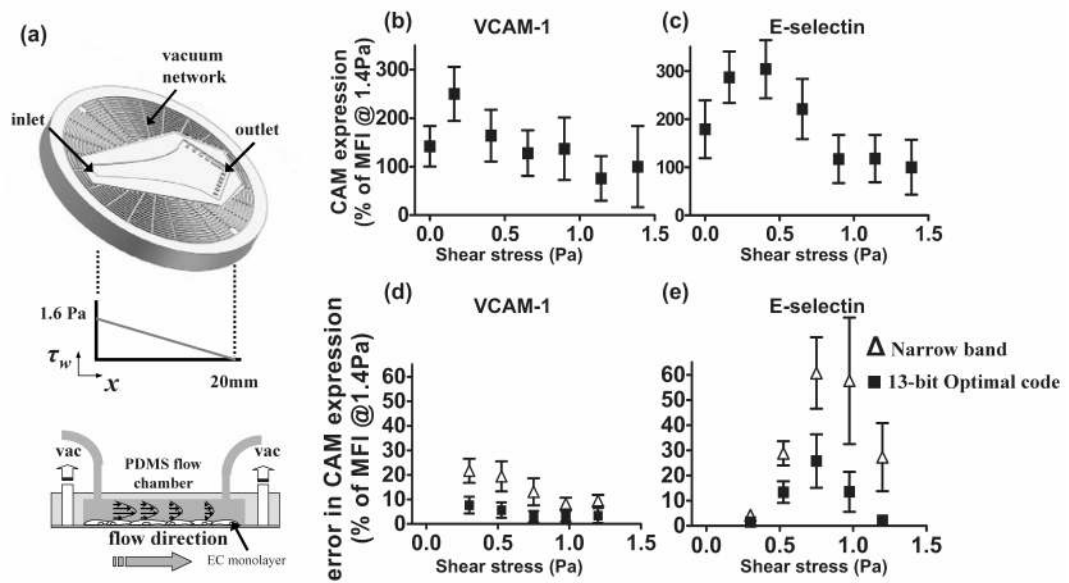 (a)
vacuum
network
inlet
outlet
1.6 Pa
τw
x
20mm
vac
vac
PDMS flow
chamber
flow direction
EC monolayer
(b)
VCAM-1
CAM expression
(% of MFI @ 1.4Pa)
300
200
100
0
0.0 0.5 1.0 1.5
Shear stress (Pa)
(c)
E-selectin
300
200
100
0
0.0 0.5 1.0 1.5
Shear stress (Pa)
(d)
VCAM-1
error in CAM expression
(% of MFI @1.4Pa)
60
50
40
30
20
10
0
0.0 0.5 1.0 1.5
Shear stress (Pa)
(e)
E-selectin
60
50
40
30
20
10
0
0.0 0.5 1.0 1.5
Shear stress (Pa)
Narrow band
13-bit Optimal code